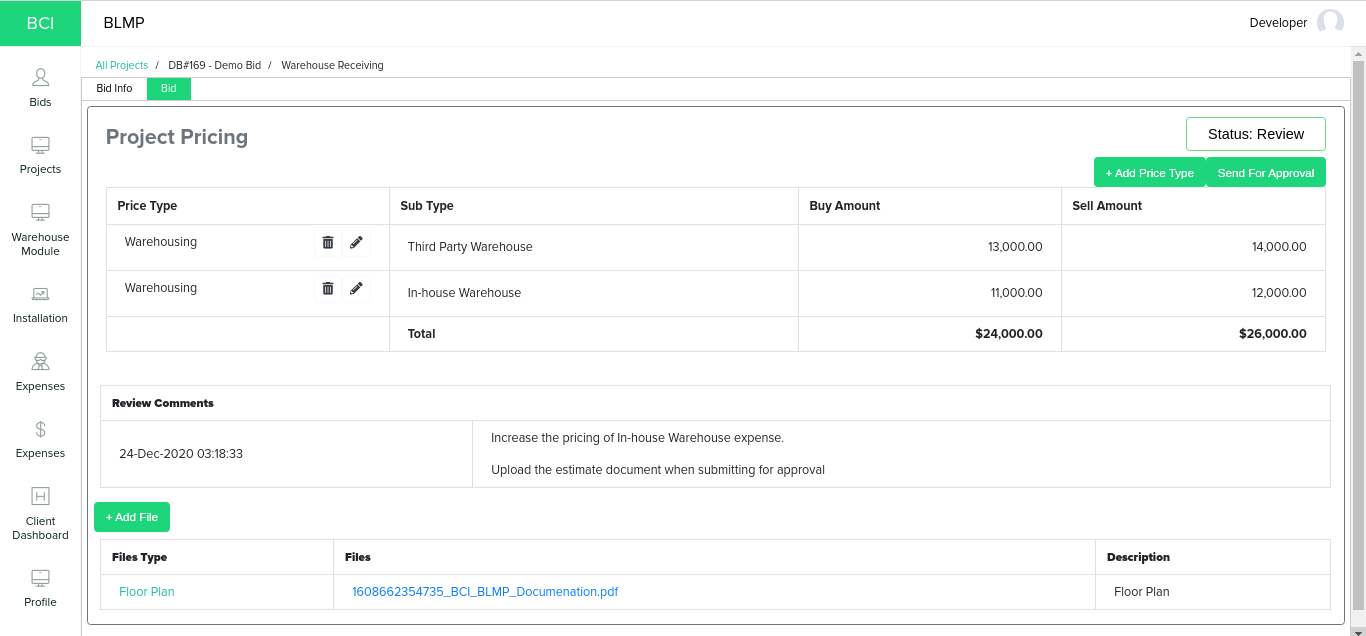 BCI
BLMP
Developer
All Projects / DB#169 - Demo Bid / Warehouse Receiving
Bid Info Bid
Bids
Projects
Warehouse
Module
Installation
Expenses
Expenses
Client
Dashboard
Profile
Project Pricing
Status: Review
+ Add Price Type Send For Approval
Price Type Sub Type Buy Amount Sell Amount
Warehousing Third Party Warehouse 13,000.00 14,000.00
Warehousing In-house Warehouse 11,000.00 12,000.00
Total $24,000.00 $26,000.00
Review Comments
24-Dec-2020 03:18:33
Increase the pricing of In-house Warehouse expense.
Upload the estimate document when submitting for approval
+ Add File
Files Type Files Description
Floor Plan 1608662354735_BCI_BLMP_Documenation.pdf Floor Plan